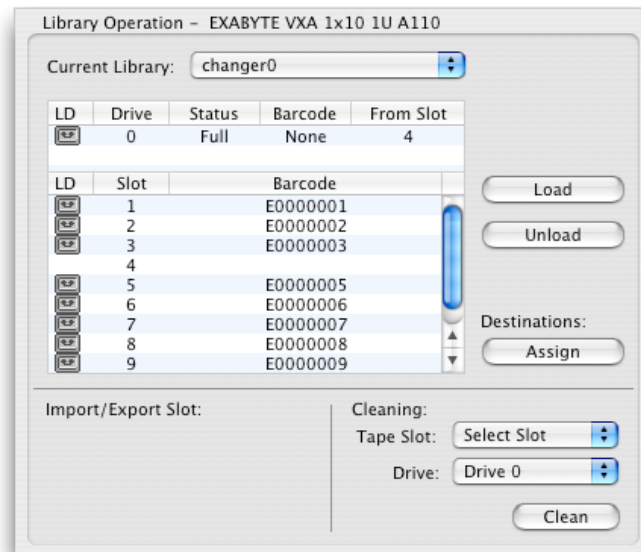 Library Operation - EXABYTE VXA 1x10 1U A110
Current Library: changer0
LD Drive Status Barcode From Slot
0 Full None 4
LD Slot Barcode
1 E0000001
2 E0000002
3 E0000003
4
5 E0000005
6 E0000006
7 E0000007
8 E0000008
9 E0000009
Load
Unload
Destinations:
Assign
Import/Export Slot:
Cleaning:
Tape Slot: Select Slot
Drive: Drive 0
Clean